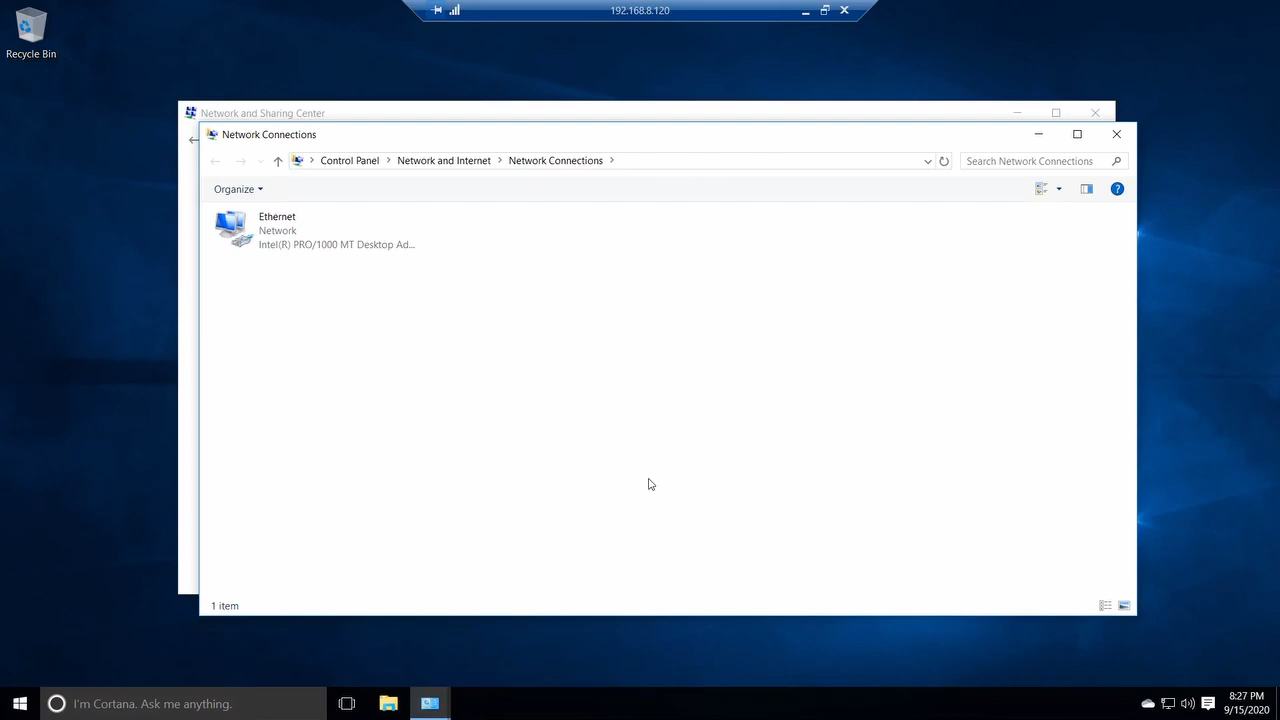 192.168.8.120
Recycle Bin
Network and Sharing Center
Network Connections
Control Panel > Network and Internet > Network Connections >
Search Network Connections
Organize
?
Ethernet
Network
Intel(R) PRO/1000 MT Desktop Ad...
1 item
I'm Cortana. Ask me anything.
8:27 PM
9/15/2020